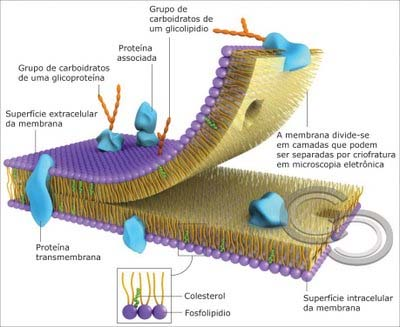 Grupo de
carboidratos de
um glicolipidio
Proteína
associada
Grupo de carboidratos
de uma glicoproteína
Superfície extracelular
da membrana
A membrana divide-se
em camadas que podem
ser separadas por criofratura
em microscopia eletrônica
Proteína
transmembrana
Superfície intracelular
da membrana
Colesterol
Fosfolipídio